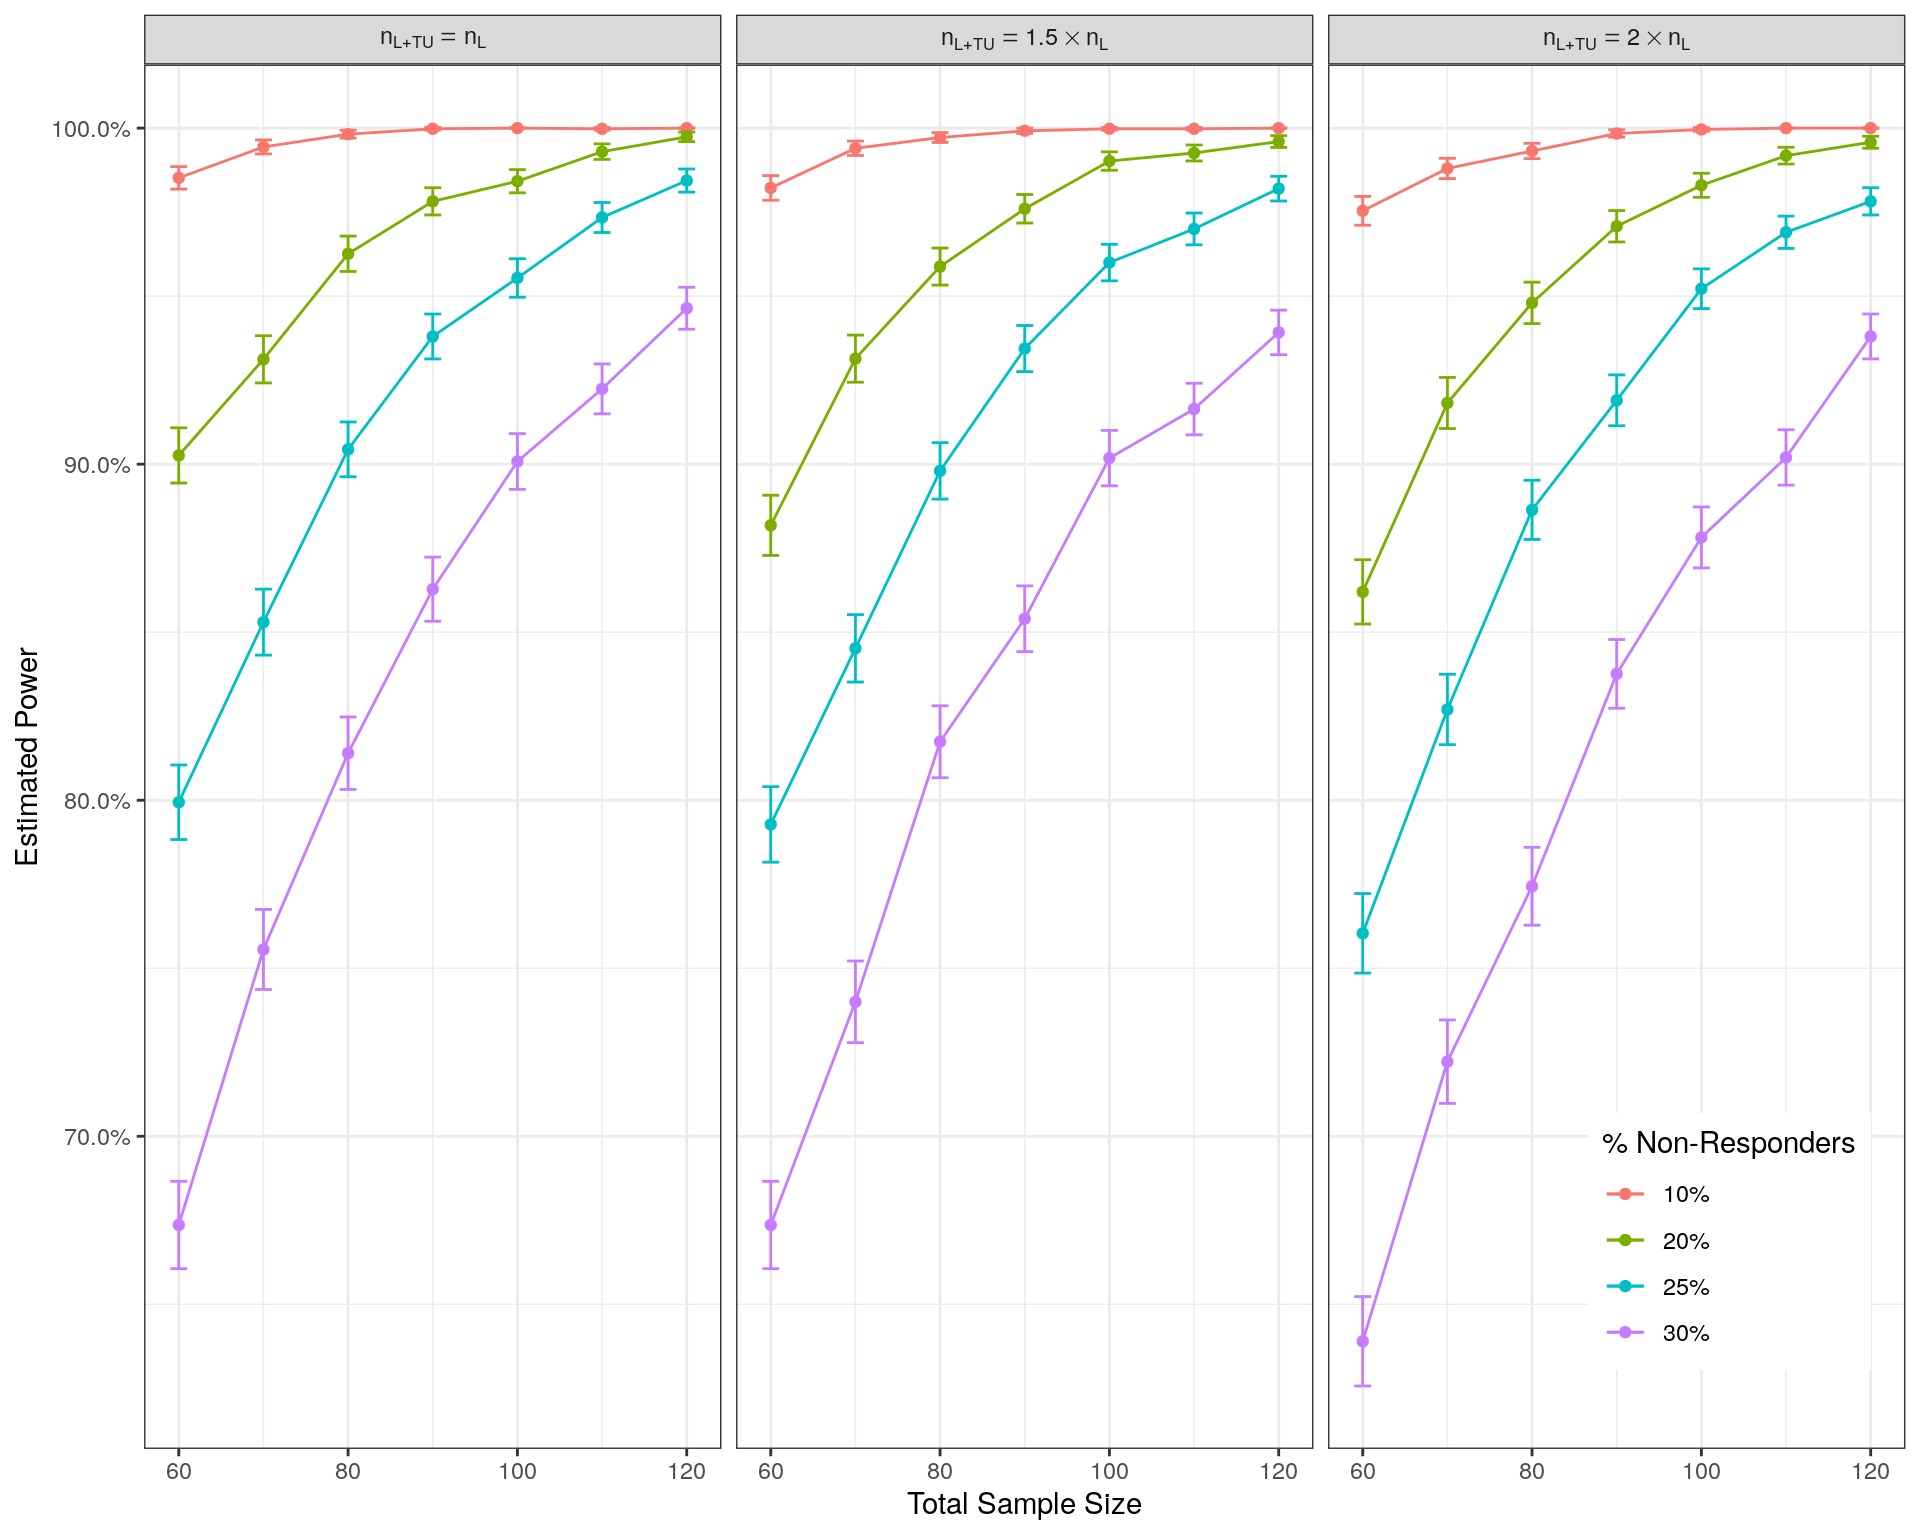 n_L+TU = n_L
n_L+TU = 1.5 × n_L
n_L+TU = 2 × n_L
100.0%
90.0%
80.0%
70.0%
Estimated Power
60 80 100 120
60 80 100 120
60 80 100 120
Total Sample Size
% Non-Responders
10%
20%
25%
30%